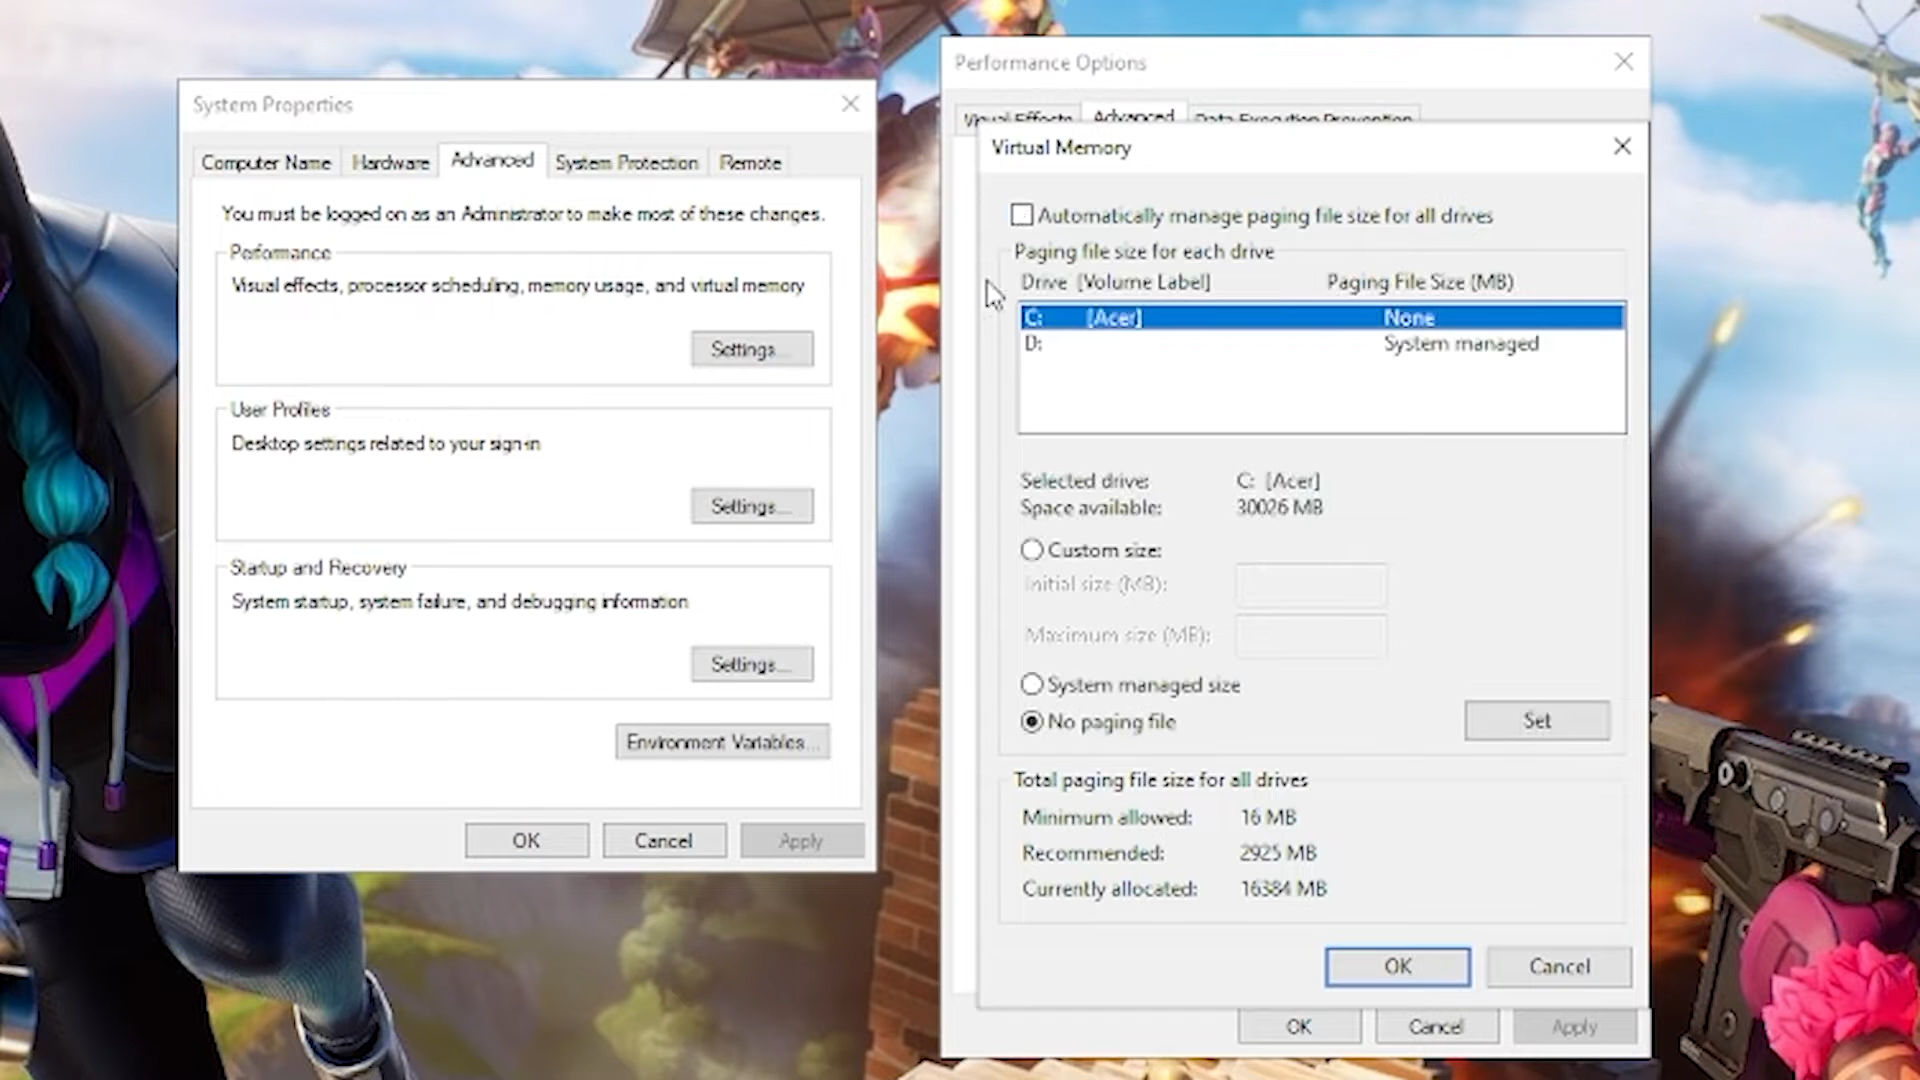 System Properties
Computer Name
Hardware
Advanced
System Protection
Remote
You must be logged on as an Administrator to make most of these changes.
Performance
Visual effects, processor scheduling, memory usage, and virtual memory
Settings...
User Profiles
Desktop settings related to your sign-in
Settings...
Startup and Recovery
System startup, system failure, and debugging information
Settings...
Environment Variables...
OK
Cancel
Apply
Performance Options
Visual Effects
Advanced
Data Execution Prevention
Virtual Memory
Automatically manage paging file size for all drives
Paging file size for each drive
Drive [Volume Label]
Paging File Size (MB)
C: [Acer] None
D: System managed
Selected drive: C: [Acer]
Space available: 30026 MB
Custom size:
Initial size (MB):
Maximum size (MB):
System managed size
No paging file
Set
Total paging file size for all drives
Minimum allowed: 16 MB
Recommended: 2925 MB
Currently allocated: 16384 MB
OK
Cancel
OK
Cancel
Apply